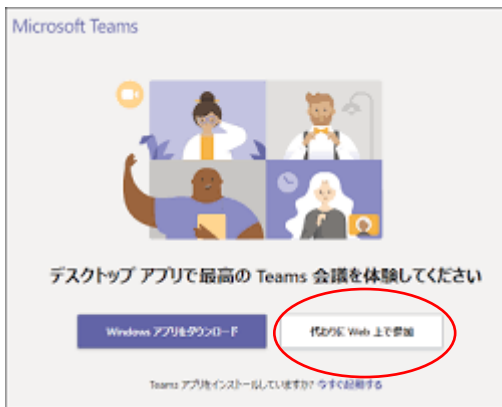 Microsoft Teams
デスクトップ アプリで最高の Teams 会議を体験してください
Windows アプリをダウンロード
代わりに Web 上で参加
Teams アプリをインストールしていますか? 今すぐ起動する